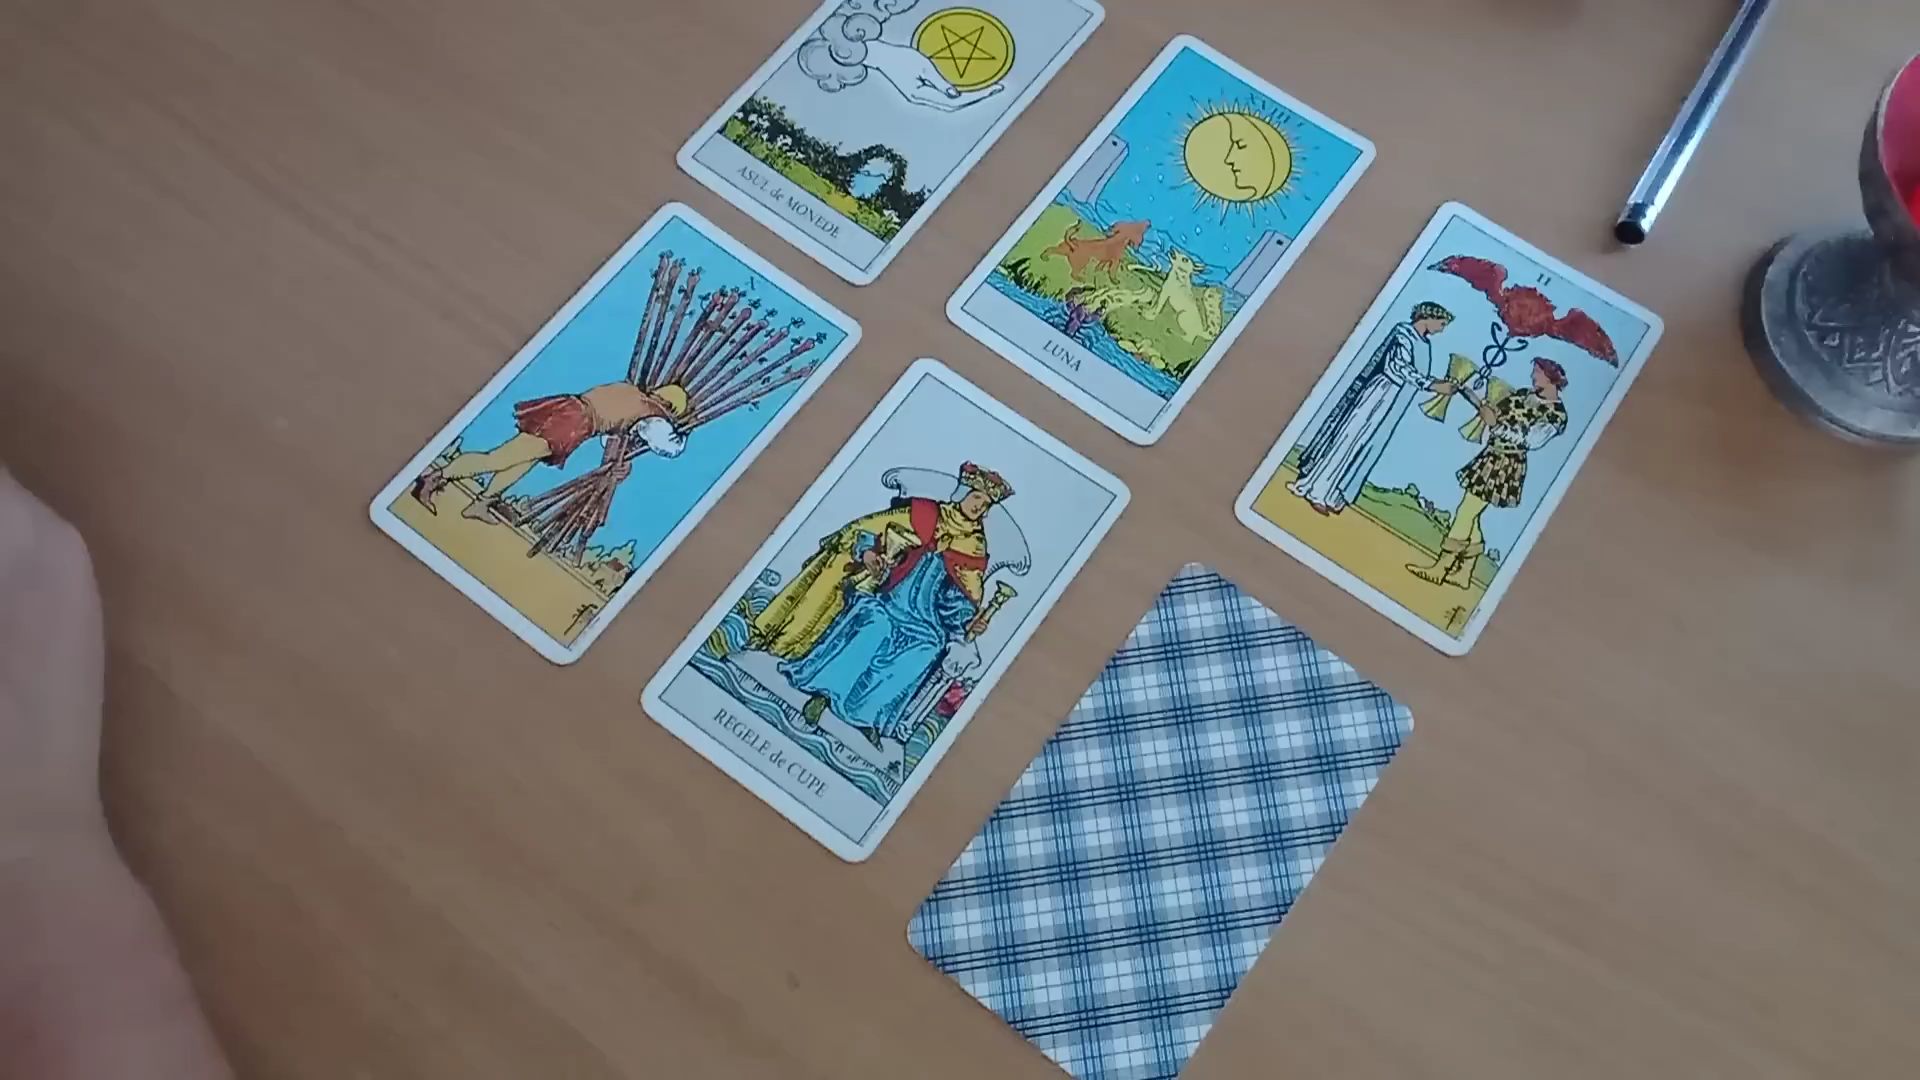 ASUL de MONEDE
XVIII
LUNA
II
X
REGELE de CUPE